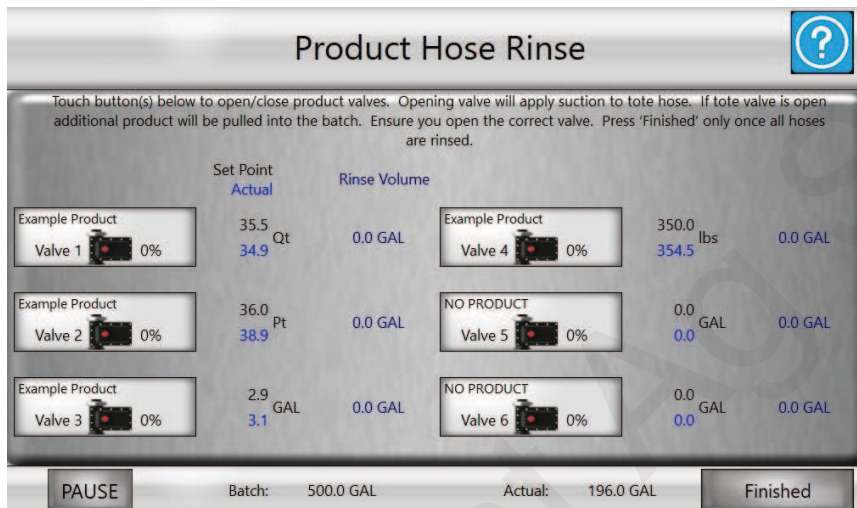 Product Hose Rinse
?
Touch button(s) below to open/close product valves. Opening valve will apply suction to tote hose. If tote valve is open
additional product will be pulled into the batch. Ensure you open the correct valve. Press 'Finished' only once all hoses
are rinsed.
Set Point
Actual
Rinse Volume
Example Product
Valve 1 0%
35.5
34.9
Qt
0.0 GAL
Example Product
Valve 4 0%
350.0
354.5
lbs
0.0 GAL
Example Product
Valve 2 0%
36.0
38.9
Pt
0.0 GAL
NO PRODUCT
Valve 5 0%
0.0
0.0
GAL
0.0 GAL
Example Product
Valve 3 0%
2.9
3.1
GAL
0.0 GAL
NO PRODUCT
Valve 6 0%
0.0
0.0
GAL
0.0 GAL
PAUSE
Batch: 500.0 GAL
Actual: 196.0 GAL
Finished